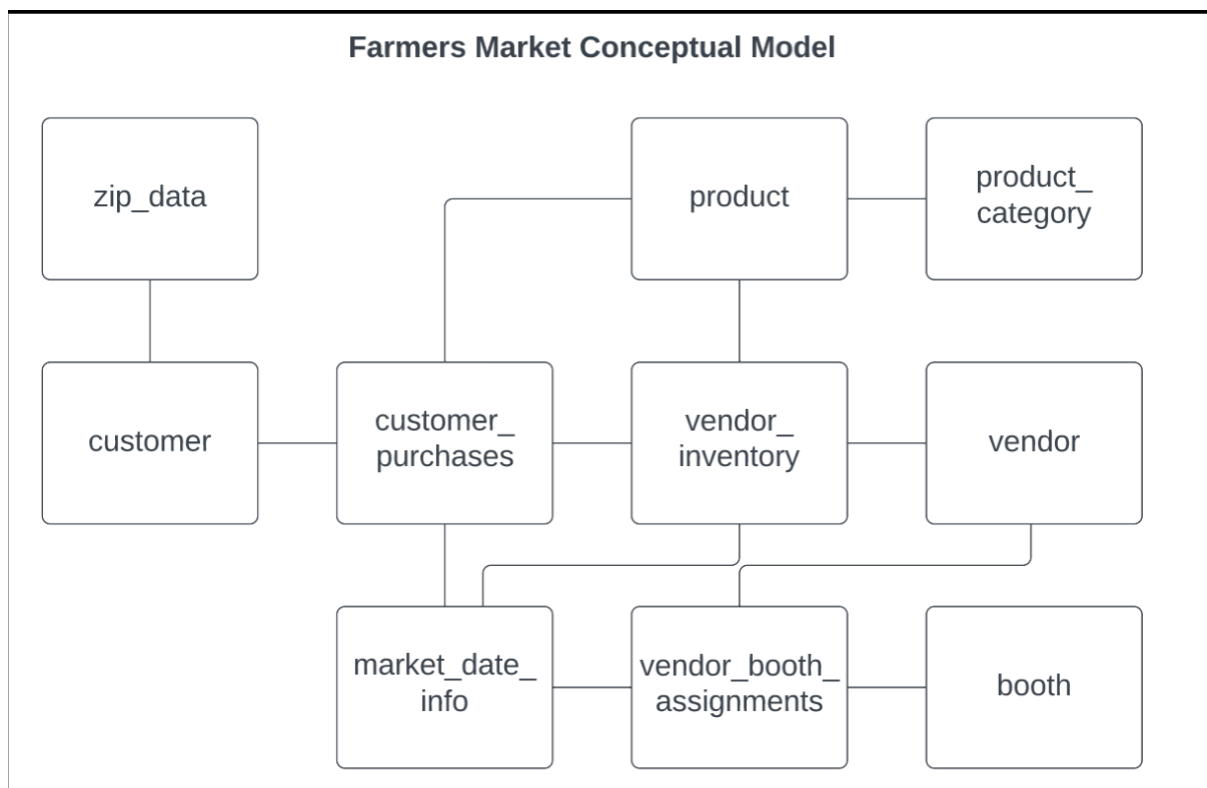 Farmers Market Conceptual Model
zip_data
product
product_
category
customer
customer_
purchases
vendor_
inventory
vendor
market_date_
info
vendor_booth_
assignments
booth